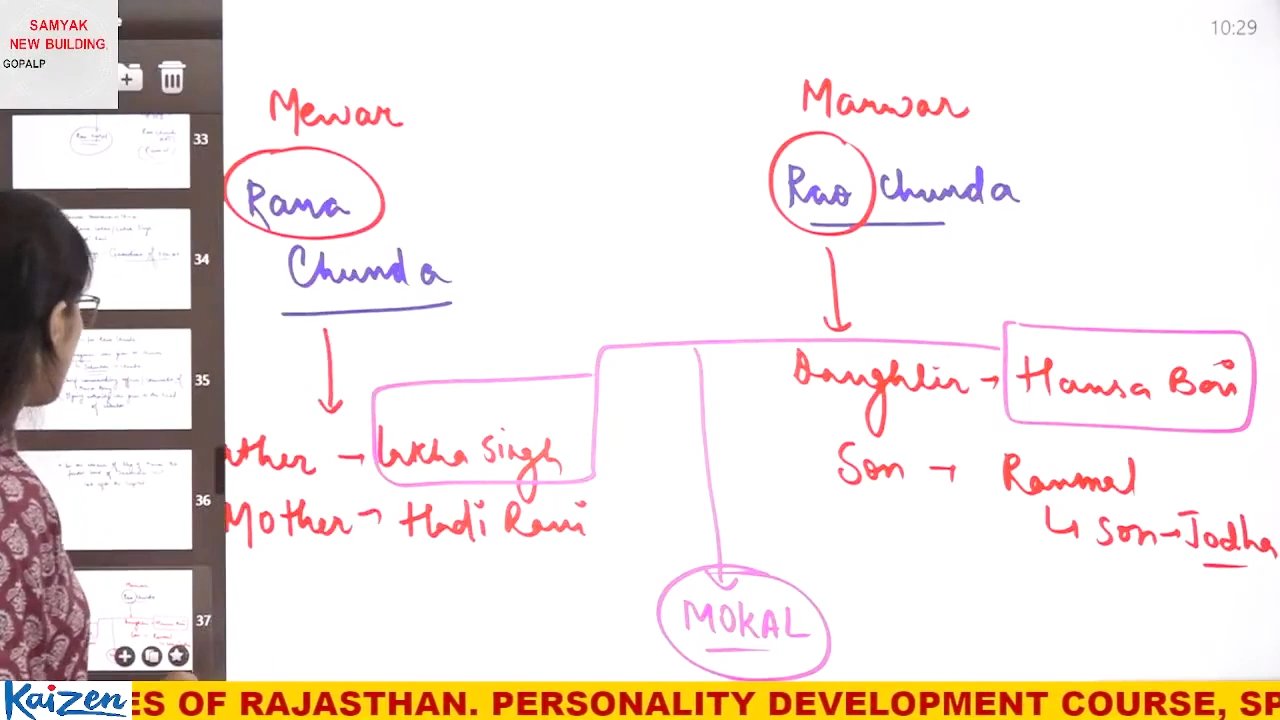 SAMYAK
NEW BUILDING,
GOPALP
10:29
Mewar
Rana
Chunda
ather → Lakha Singh
Mother → Hadi Rani
Marwar
Rao Chunda
Daughter → Hansa Bai
Son → Ranmal
↳ Son → Jodha
MOKAL
33
34
35
36
37
Kaizen
ES OF RAJASTHAN. PERSONALITY DEVELOPMENT COURSE, SP